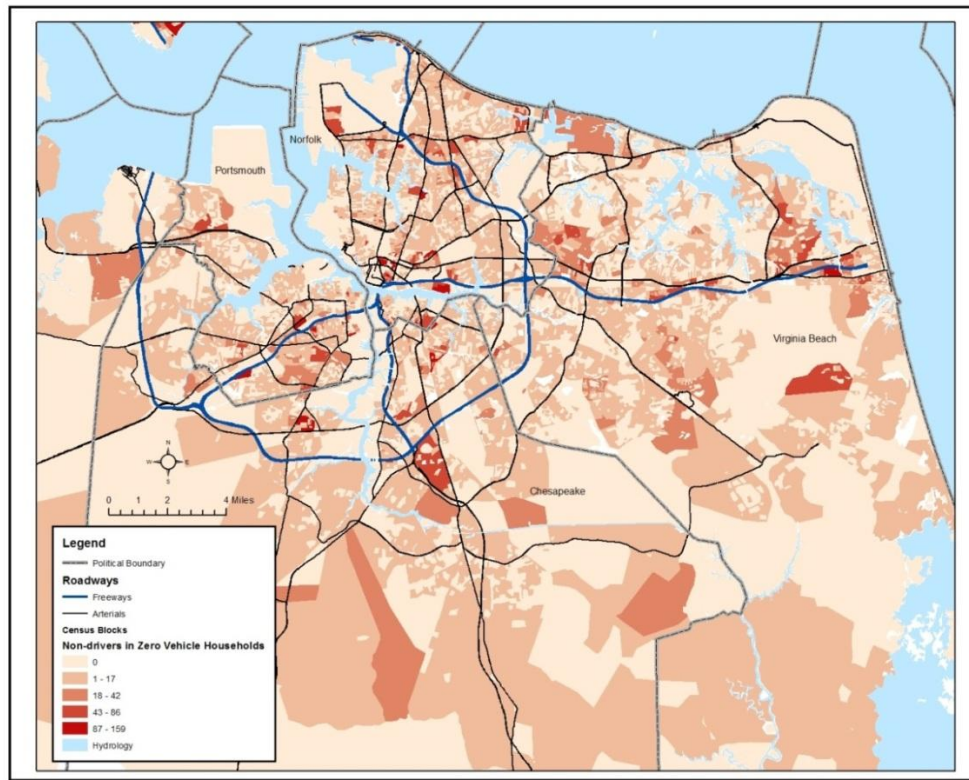 Norfolk
Portsmouth
Virginia Beach
Chesapeake
N
W E
S
0 1 2 4 Miles
Legend
Political Boundary
Roadways
Freeways
Arterials
Census Blocks
Non-drivers in Zero Vehicle Households
0
1 - 17
18 - 42
43 - 86
87 - 159
Hydrology